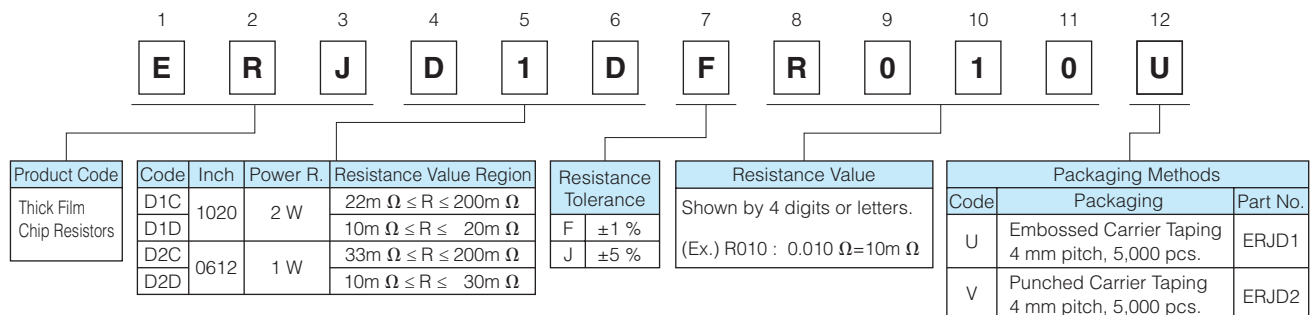 1 2 3 4 5 6 7 8 9 10 11 12
E R J D 1 D F R 0 1 0 U
Product Code
Thick Film
Chip Resistors
Code Inch Power R. Resistance Value Region
D1C 1020 2 W 22m Ω ≤ R ≤ 200m Ω
D1D 10m Ω ≤ R ≤ 20m Ω
D2C 0612 1 W 33m Ω ≤ R ≤ 200m Ω
D2D 10m Ω ≤ R ≤ 30m Ω
Resistance
Tolerance
F ±1 %
J ±5 %
Resistance Value
Shown by 4 digits or letters.
(Ex.) R010 : 0.010 Ω=10m Ω
Packaging Methods
Code Packaging Part No.
U Embossed Carrier Taping
4 mm pitch, 5,000 pcs. ERJD1
V Punched Carrier Taping
4 mm pitch, 5,000 pcs. ERJD2